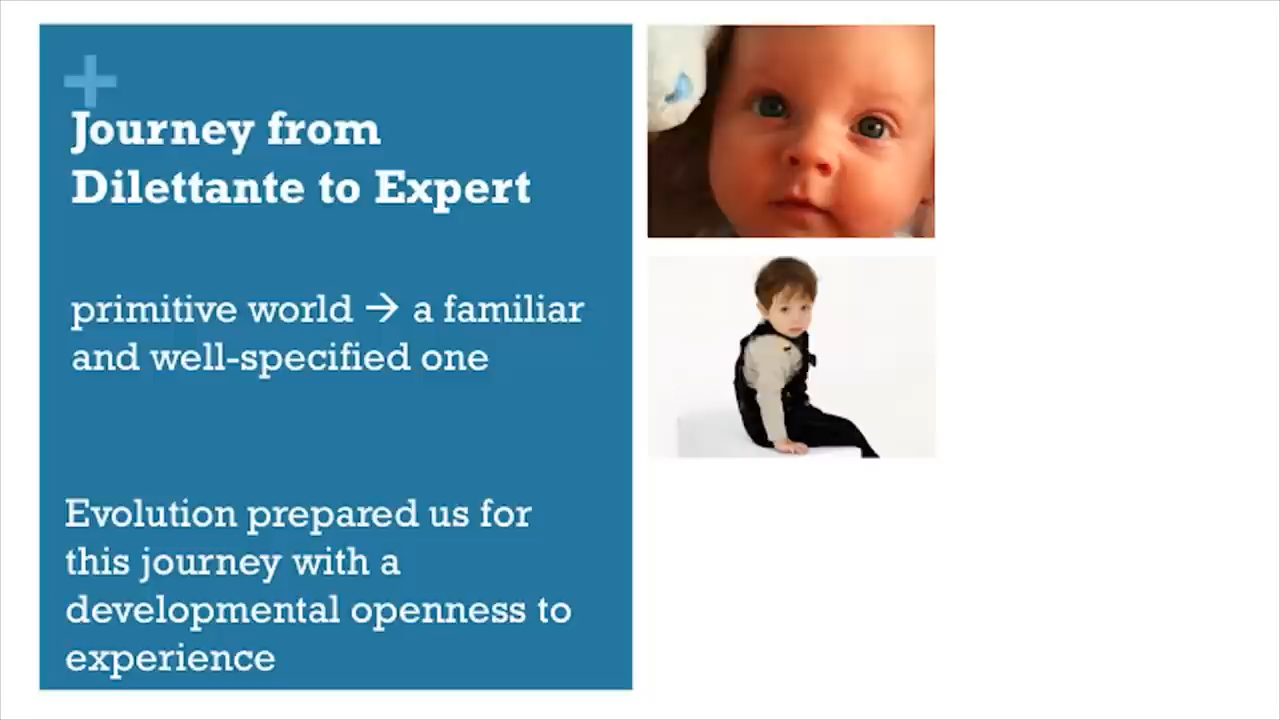 Journey from
Dilettante to Expert
primitive world → a familiar
and well-specified one
Evolution prepared us for
this journey with a
developmental openness to
experience